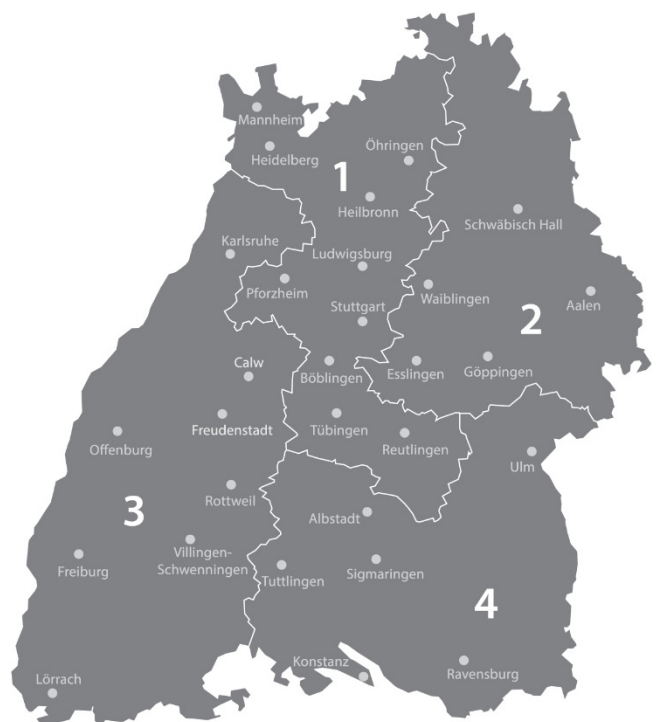 Mannheim
Heidelberg
Öhringen
1
Heilbronn
Schwäbisch Hall
Karlsruhe
Ludwigsburg
Pforzheim
Waiblingen
Aalen
Stuttgart
2
Calw
Böblingen
Esslingen
Göppingen
Freudenstadt
Tübingen
Offenburg
Reutlingen
Ulm
Rottweil
3
Albstadt
Villingen-
Schwenningen
Freiburg
Tuttlingen
Sigmaringen
4
Konstanz
Ravensburg
Lörrach